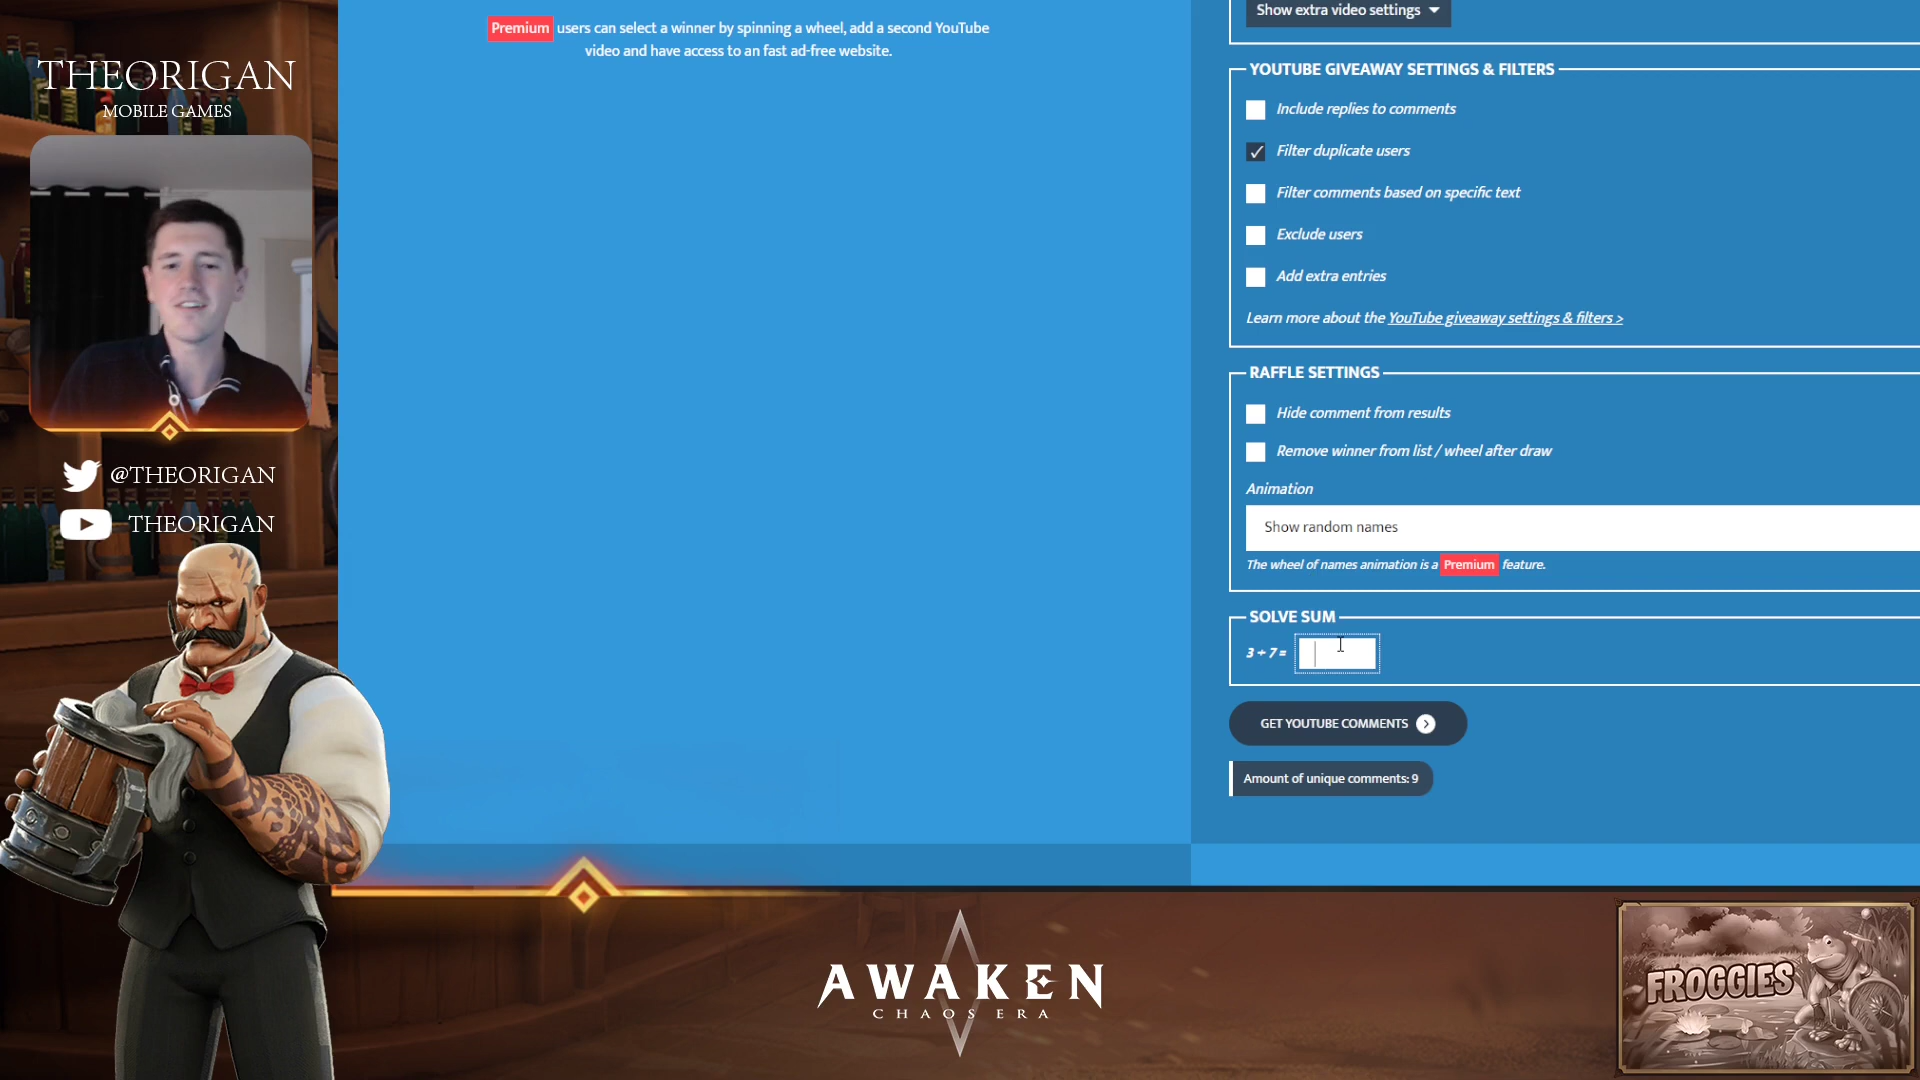 THEORIGAN
MOBILE GAMES
@THEORIGAN
THEORIGAN
Premium users can select a winner by spinning a wheel, add a second YouTube
video and have access to an fast ad-free website.
Show extra video settings
YOUTUBE GIVEAWAY SETTINGS & FILTERS
Include replies to comments
Filter duplicate users
Filter comments based on specific text
Exclude users
Add extra entries
Learn more about the YouTube giveaway settings & filters >
RAFFLE SETTINGS
Hide comment from results
Remove winner from list / wheel after draw
Animation
Show random names
The wheel of names animation is a Premium feature.
SOLVE SUM
3 + 7 =
GET YOUTUBE COMMENTS
Amount of unique comments: 9
AWAKEN
CHAOS ERA
FROGGIES